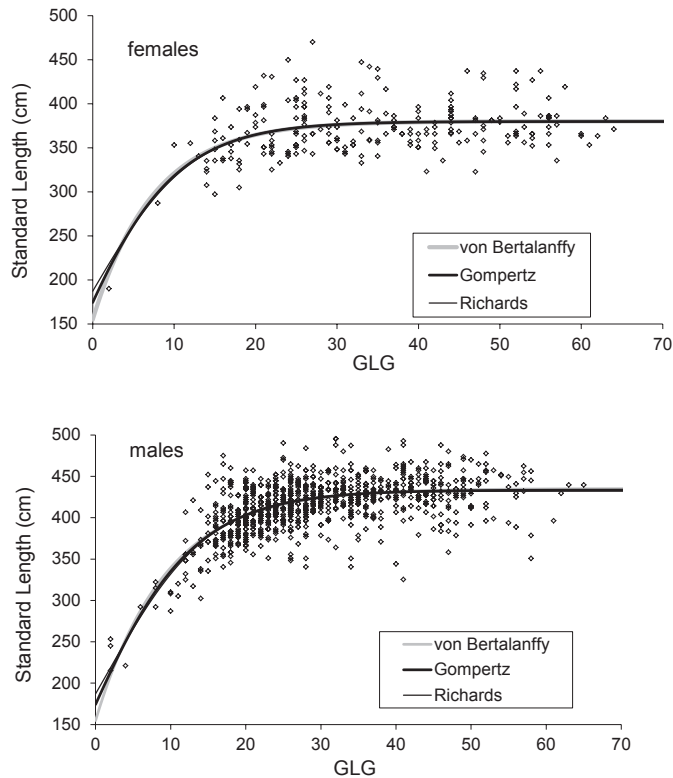 500
females
450
400
350
300
250
200
150
Standard Length (cm)
von Bertalanffy
Gompertz
Richards
0 10 20 30 40 50 60 70
GLG
500
males
450
400
350
300
250
200
150
Standard Length (cm)
von Bertalanffy
Gompertz
Richards
0 10 20 30 40 50 60 70
GLG